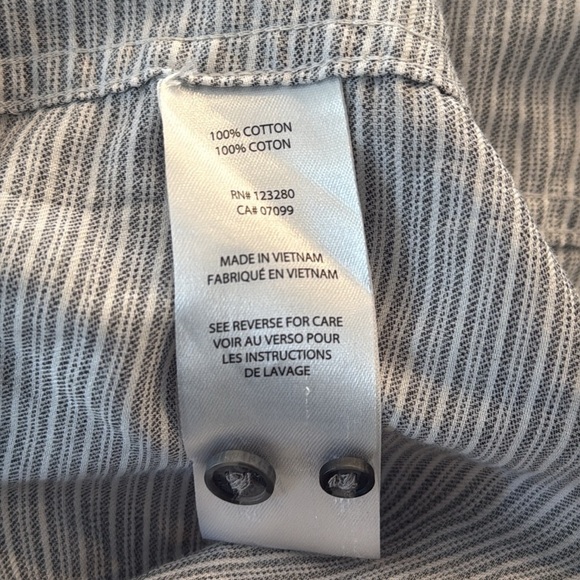 100% COTTON
100% COTON
RN# 123280
CA# 07099
MADE IN VIETNAM
FABRIQUÉ EN VIETNAM
SEE REVERSE FOR CARE
VOIR AU VERSO POUR
LES INSTRUCTIONS
DE LAVAGE